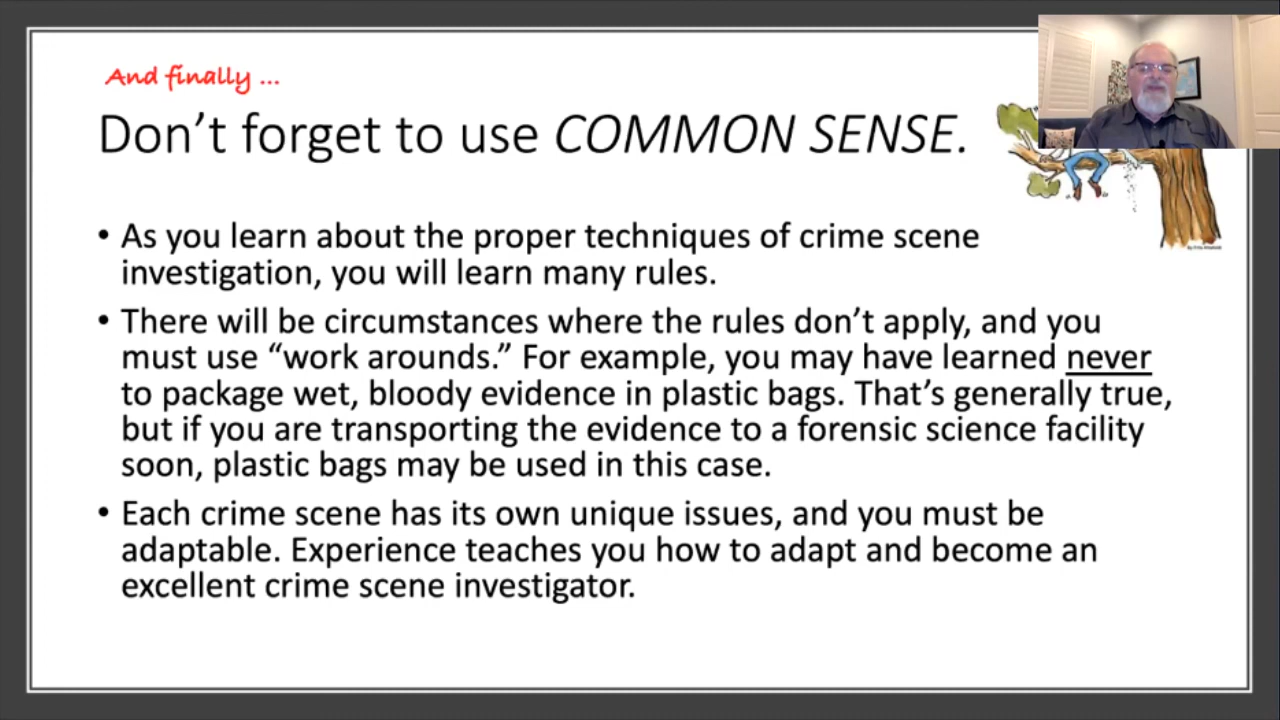 And finally ...
Don’t forget to use COMMON SENSE.
• As you learn about the proper techniques of crime scene
investigation, you will learn many rules.
• There will be circumstances where the rules don’t apply, and you
must use “work arounds.” For example, you may have learned never
to package wet, bloody evidence in plastic bags. That’s generally true,
but if you are transporting the evidence to a forensic science facility
soon, plastic bags may be used in this case.
• Each crime scene has its own unique issues, and you must be
adaptable. Experience teaches you how to adapt and become an
excellent crime scene investigator.